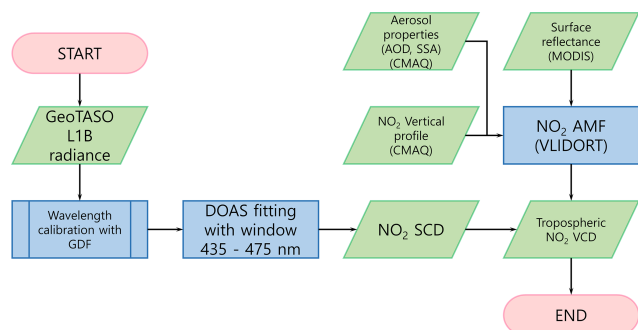 START
GeoTASO
L1B
radiance
Wavelength
calibration with
GDF
DOAS fitting
with window
435 - 475 nm
Aerosol
properties
(AOD, SSA)
(CMAQ)
NO₂ Vertical
profile
(CMAQ)
Surface
reflectance
(MODIS)
NO₂ AMF
(VLIDORT)
NO₂ SCD
Tropospheric
NO₂ VCD
END